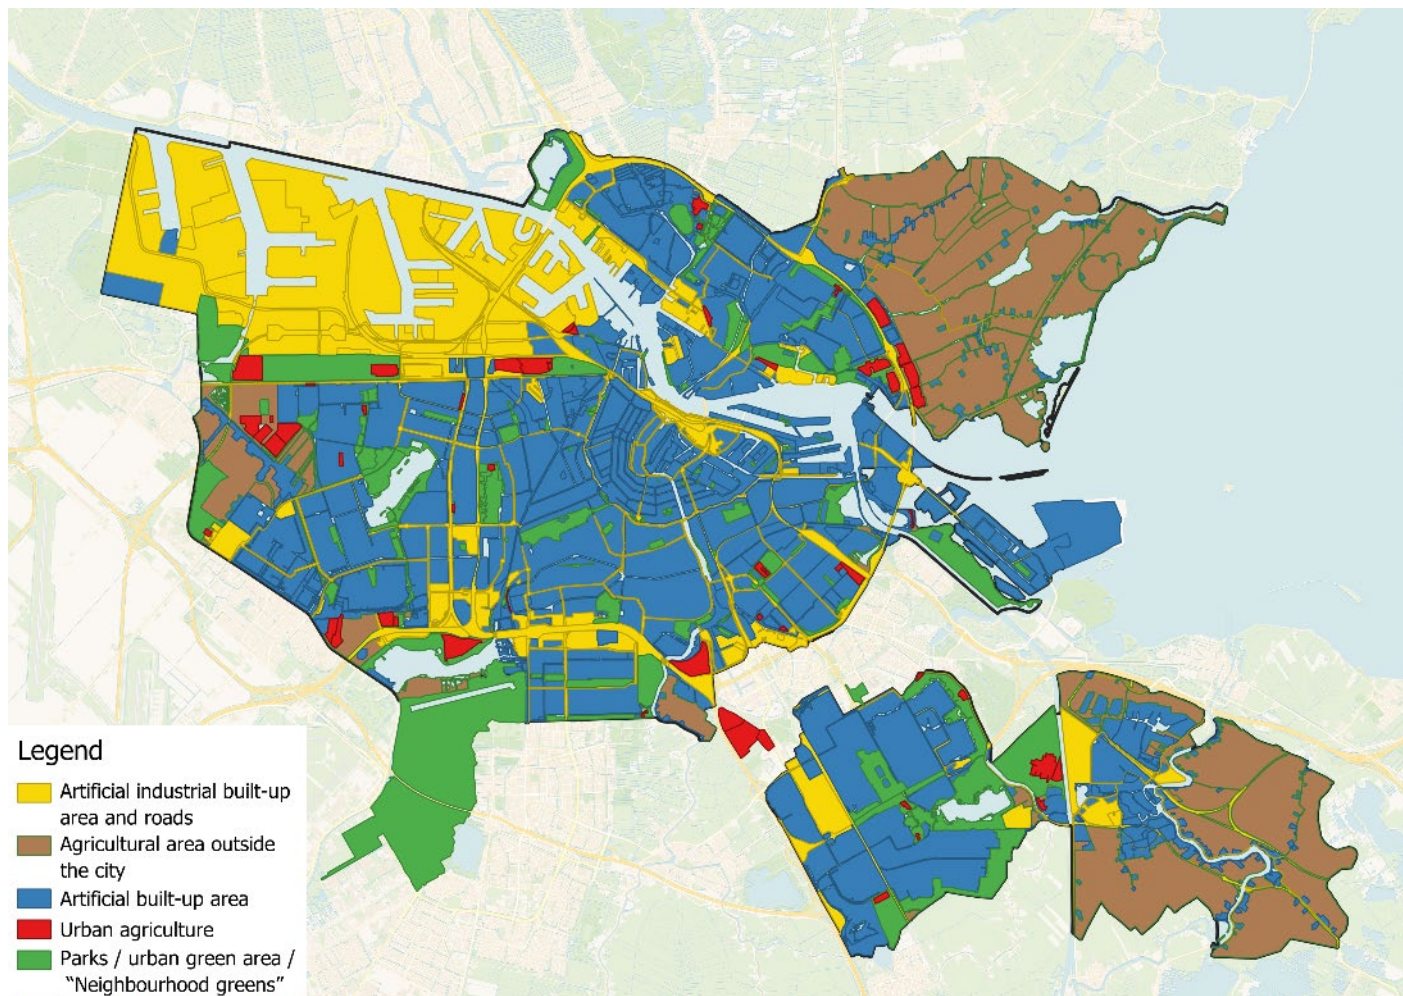 Legend
Artificial industrial built-up
area and roads
Agricultural area outside
the city
Artificial built-up area
Urban agriculture
Parks / urban green area /
“Neighbourhood greens”